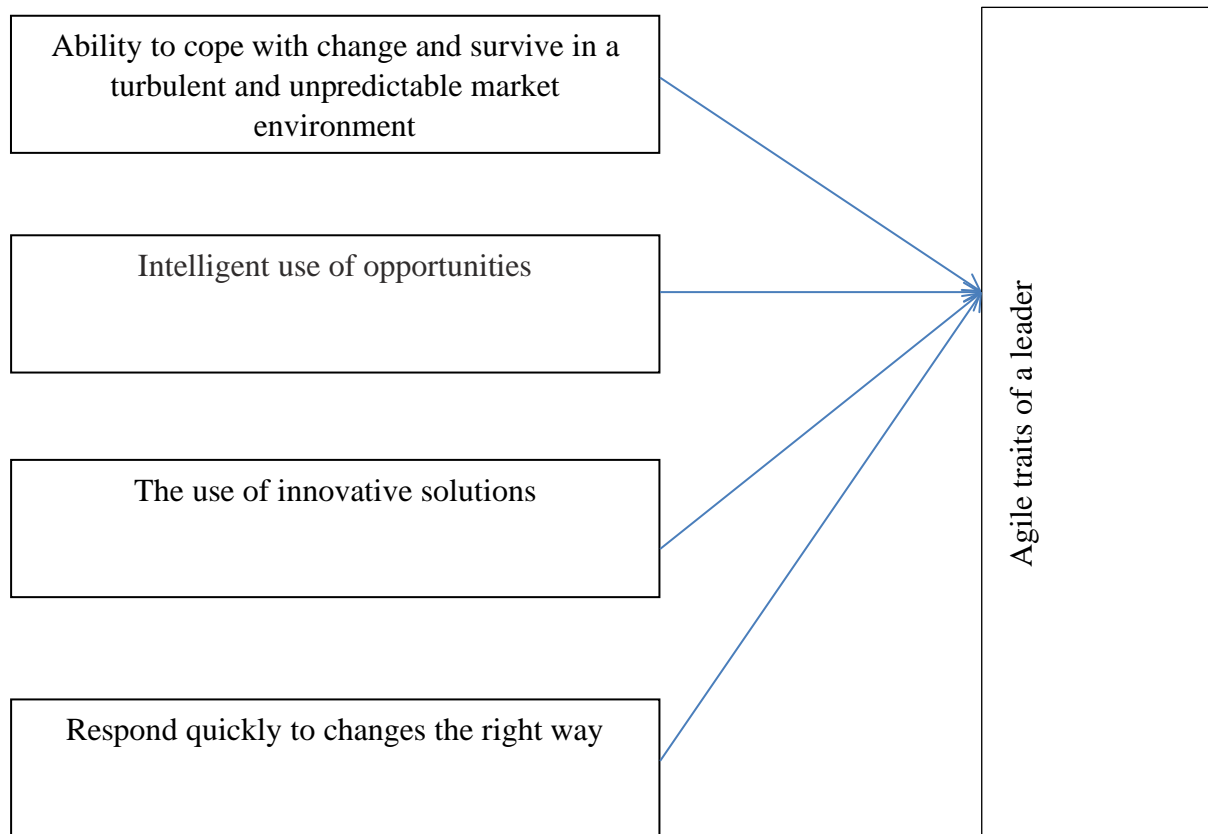 Ability to cope with change and survive in a
turbulent and unpredictable market
environment
Intelligent use of opportunities
The use of innovative solutions
Respond quickly to changes the right way
Agile traits of a leader